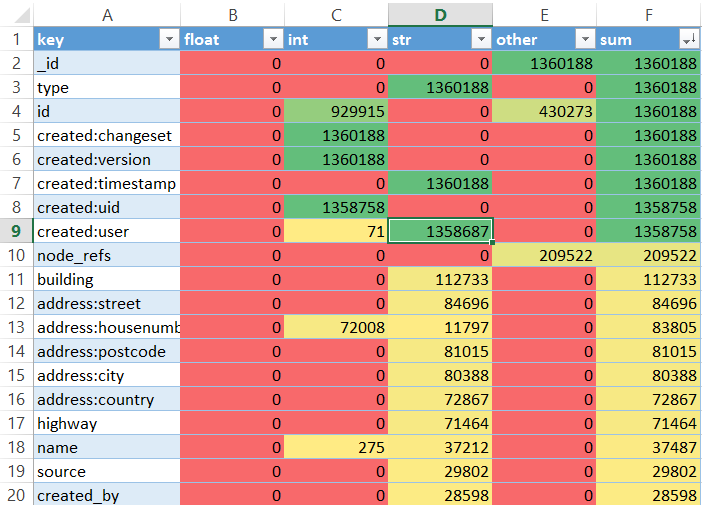 A B C D E F
1 key float int str other sum
2 _id 0 0 0 1360188 1360188
3 type 0 0 1360188 0 1360188
4 id 0 929915 0 430273 1360188
5 created:changeset 0 1360188 0 0 1360188
6 created:version 0 1360188 0 0 1360188
7 created:timestamp 0 0 1360188 0 1360188
8 created:uid 0 1358758 0 0 1358758
9 created:user 0 71 1358687 0 1358758
10 node_refs 0 0 0 209522 209522
11 building 0 0 112733 0 112733
12 address:street 0 0 84696 0 84696
13 address:housenumb 0 72008 11797 0 83805
14 address:postcode 0 0 81015 0 81015
15 address:city 0 0 80388 0 80388
16 address:country 0 0 72867 0 72867
17 highway 0 0 71464 0 71464
18 name 0 275 37212 0 37487
19 source 0 0 29802 0 29802
20 created_by 0 0 28598 0 28598